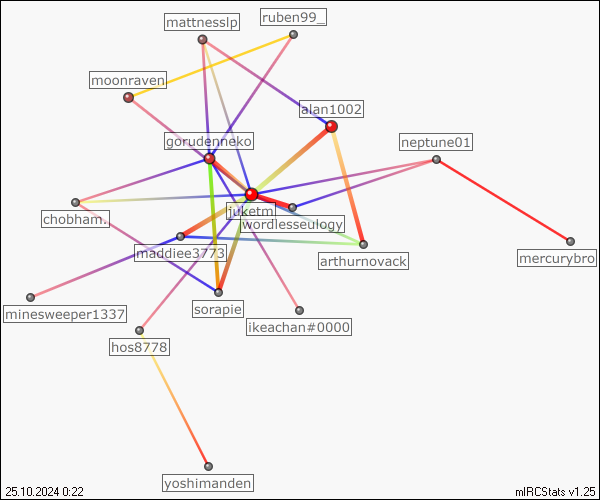 ruben99_
mattnesslp
moonraven
alan1002
gorudenneko
neptune01
juketm
wordlesseulogy
chobham.
maddiee3773
arthurnovack
mercurybro
minesweeper1337
sorapie
ikeachan#0000
hos8778
yoshimanden
25.10.2024 0:22
mIRCStats v1.25